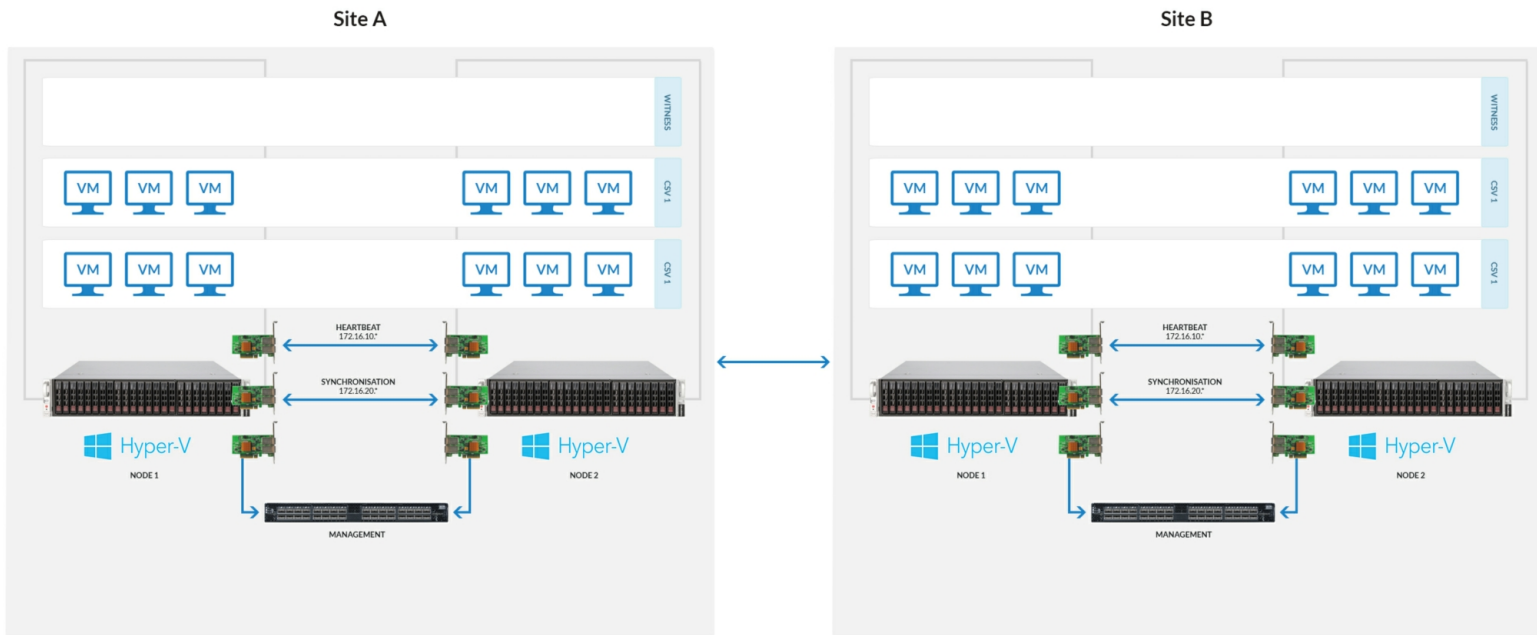 Site A
WITNESS
VM VM VM VM VM VM
CSV 1
VM VM VM VM VM VM
CSV 1
HEARTBEAT
172.16.10.*
SYNCHRONISATION
172.16.20.*
Hyper-V
NODE 1
Hyper-V
NODE 2
MANAGEMENT
Site B
WITNESS
VM VM VM VM VM VM
CSV 1
VM VM VM VM VM VM
CSV 1
HEARTBEAT
172.16.10.*
SYNCHRONISATION
172.16.20.*
Hyper-V
NODE 1
Hyper-V
NODE 2
MANAGEMENT